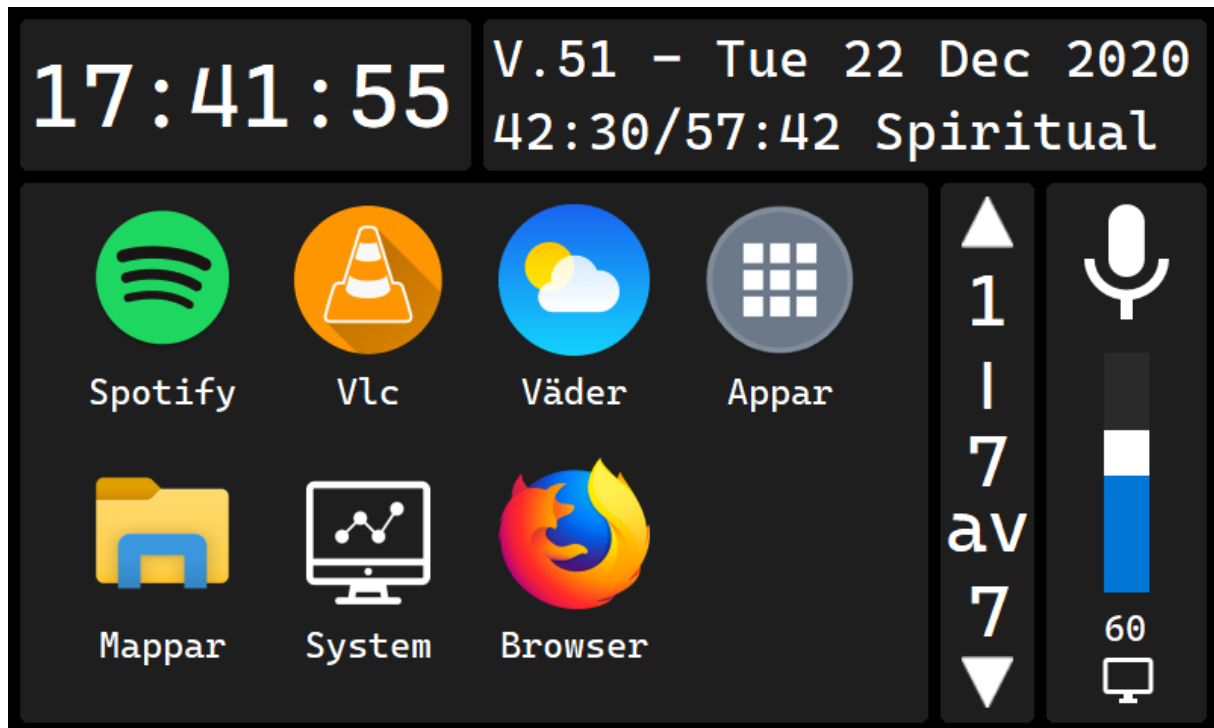 17:41:55
V.51 – Tue 22 Dec 2020
42:30/57:42 Spiritual
Spotify
Vlc
Väder
Appar
Mappar
System
Browser
1
|
7
av
7
60